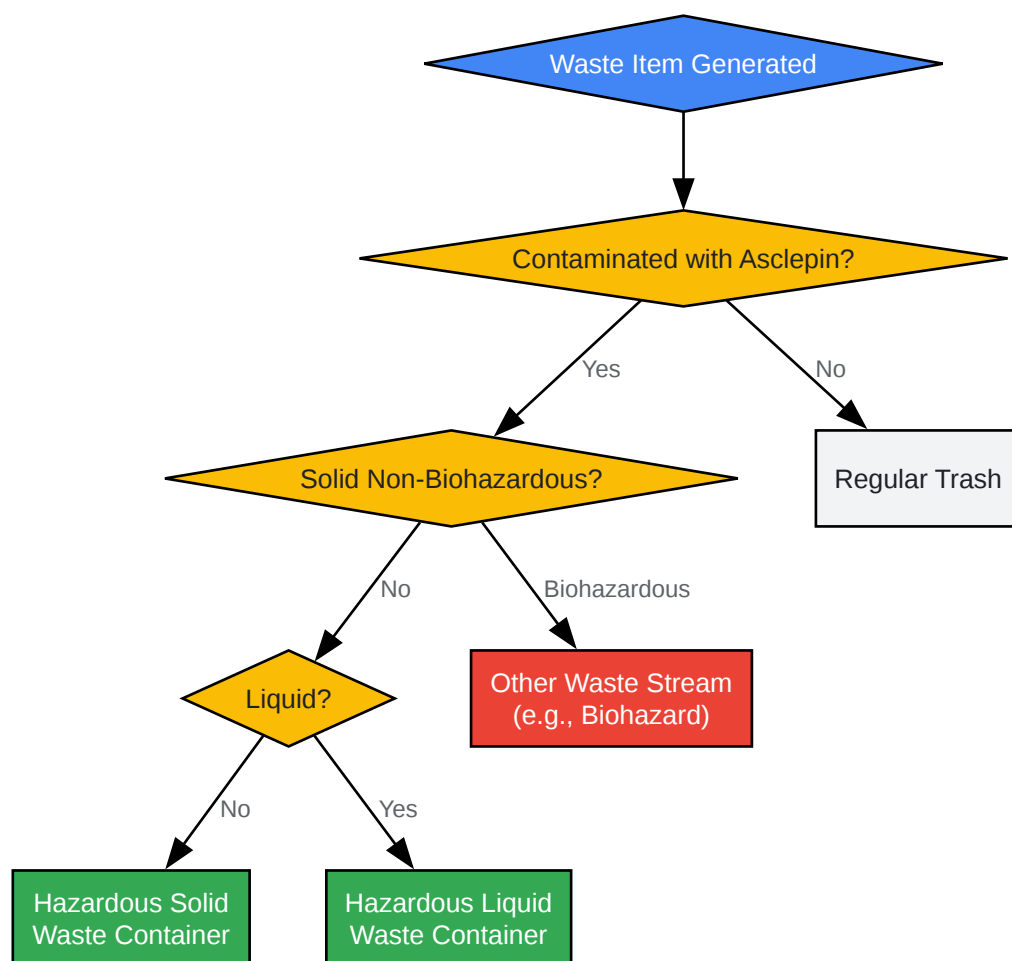 Waste Item Generated
Contaminated with Asclepin?
Yes
No
Solid Non-Biohazardous?
Regular Trash
No
Biohazardous
Liquid?
Other Waste Stream
(e.g., Biohazard)
No
Yes
Hazardous Solid
Waste Container
Hazardous Liquid
Waste Container